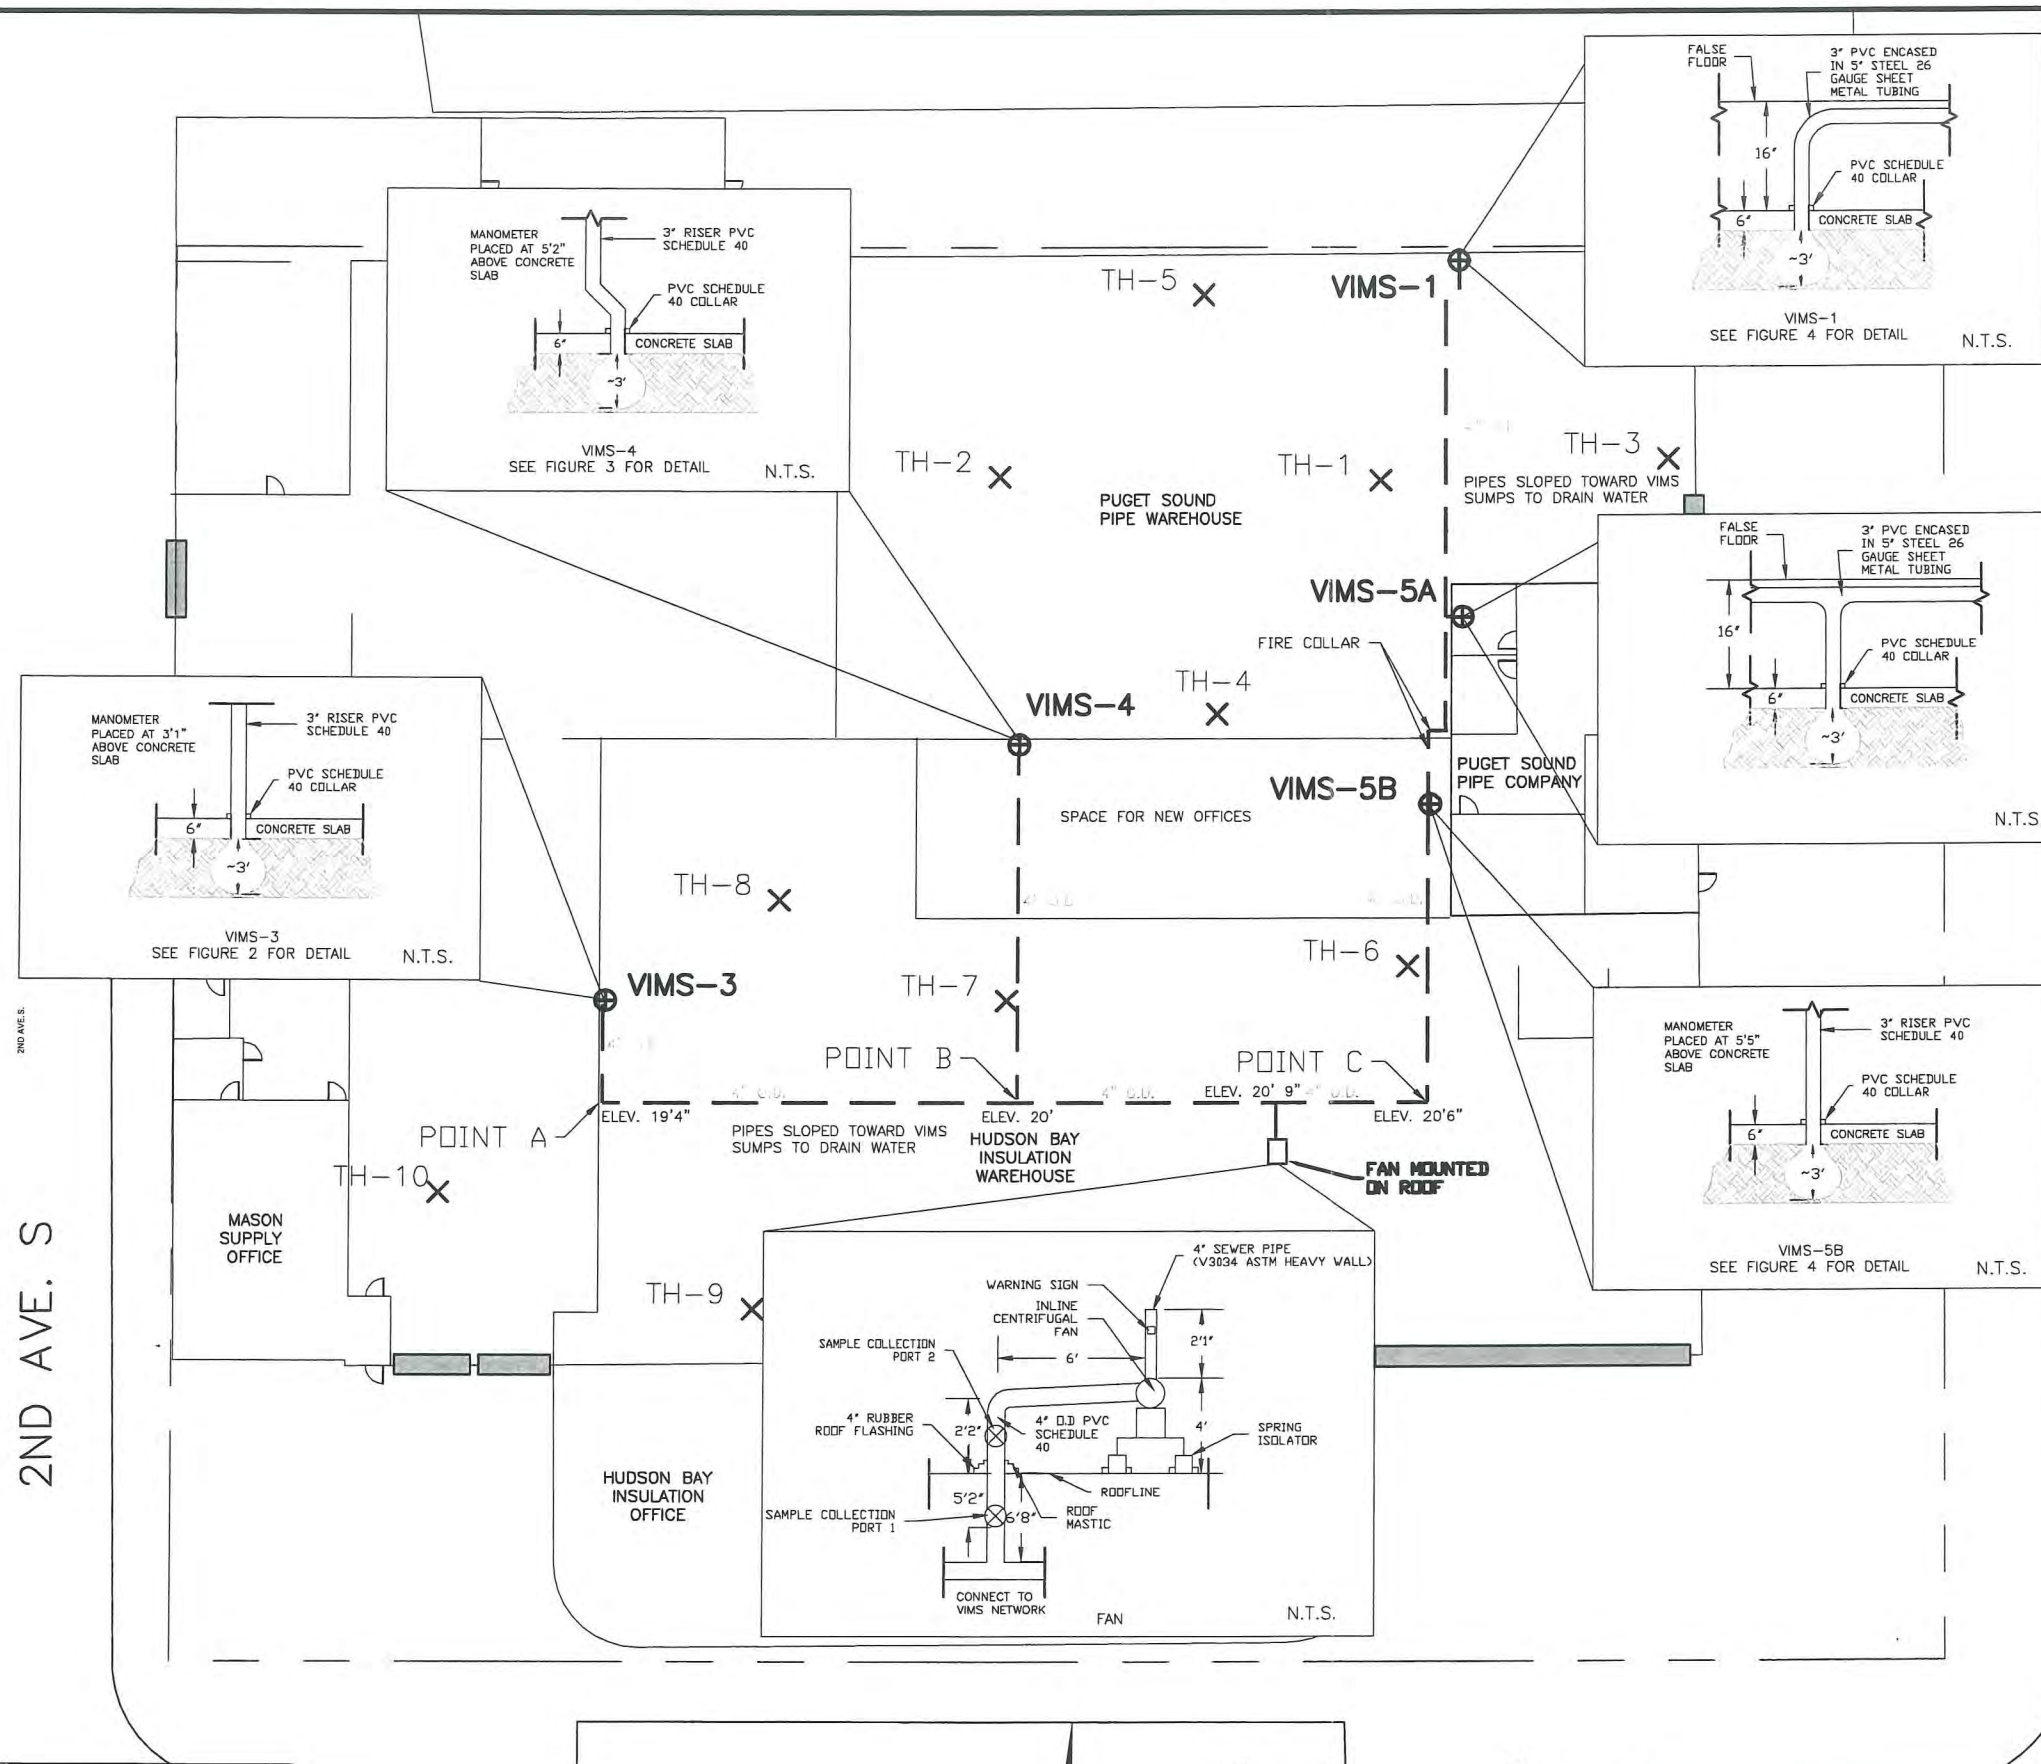 FALSE
FLOOR
3" PVC ENCASED
IN 5" STEEL 26
GAUGE SHEET
METAL TUBING
16"
PVC SCHEDULE
40 COLLAR
6"
CONCRETE SLAB
~3'
VIMS-1
SEE FIGURE 4 FOR DETAIL
N.T.S.
MANOMETER
PLACED AT 5'2"
ABOVE CONCRETE
SLAB
3" RISER PVC
SCHEDULE 40
PVC SCHEDULE
40 COLLAR
6"
CONCRETE SLAB
~3'
VIMS-4
SEE FIGURE 3 FOR DETAIL
N.T.S.
TH-5
VIMS-1
TH-2
TH-1
TH-3
PIPES SLOPED TOWARD VIMS
SUMPS TO DRAIN WATER
PUGET SOUND
PIPE WAREHOUSE
FALSE
FLOOR
3" PVC ENCASED
IN 5" STEEL 26
GAUGE SHEET
METAL TUBING
16"
PVC SCHEDULE
40 COLLAR
6"
CONCRETE SLAB
~3'
N.T.S
VIMS-5A
FIRE COLLAR
TH-4
VIMS-4
PUGET SOUND
PIPE COMPANY
VIMS-5B
SPACE FOR NEW OFFICES
MANOMETER
PLACED AT 3'1"
ABOVE CONCRETE
SLAB
3" RISER PVC
SCHEDULE 40
PVC SCHEDULE
40 COLLAR
6"
CONCRETE SLAB
~3'
VIMS-3
SEE FIGURE 2 FOR DETAIL
N.T.S.
TH-8
TH-6
VIMS-3
TH-7
2ND AVE.S.
POINT B
POINT C
4" O.D.
4" O.D.
ELEV. 20' 9"
4" O.D.
ELEV. 19'4"
ELEV. 20'
ELEV. 20'6"
POINT A
PIPES SLOPED TOWARD VIMS
SUMPS TO DRAIN WATER
HUDSON BAY
INSULATION
WAREHOUSE
FAN MOUNTED
ON ROOF
MANOMETER
PLACED AT 5'5"
ABOVE CONCRETE
SLAB
3" RISER PVC
SCHEDULE 40
PVC SCHEDULE
40 COLLAR
6"
CONCRETE SLAB
~3'
VIMS-5B
SEE FIGURE 4 FOR DETAIL
N.T.S.
TH-10
MASON
SUPPLY
OFFICE
2ND AVE. S
TH-9
4" SEWER PIPE
(V3034 ASTM HEAVY WALL)
WARNING SIGN
INLINE
CENTRIFUGAL
FAN
SAMPLE COLLECTION
PORT 2
6'
2'1"
4" RUBBER
ROOF FLASHING
2'2"
4" O.D PVC
SCHEDULE
40
4'
SPRING
ISOLATOR
ROOFLINE
5'2"
SAMPLE COLLECTION
PORT 1
6'8"
ROOF
MASTIC
CONNECT TO
VIMS NETWORK
FAN
N.T.S.
HUDSON BAY
INSULATION
OFFICE